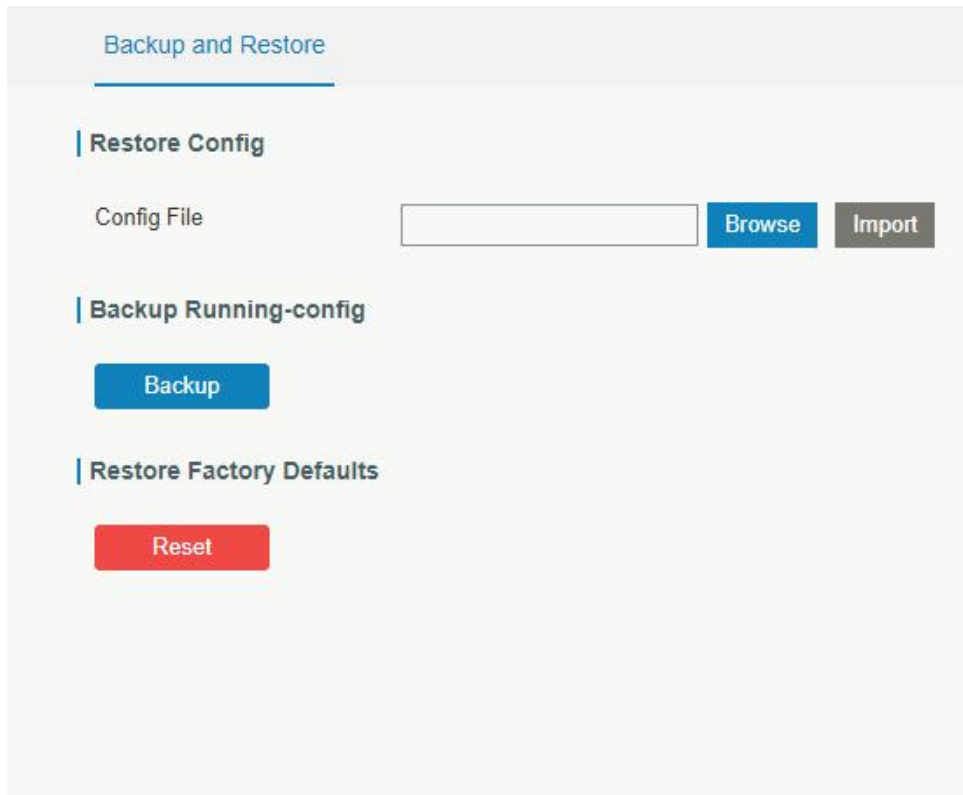 Backup and Restore
Restore Config
Config File Browse Import
Backup Running-config
Backup
Restore Factory Defaults
Reset